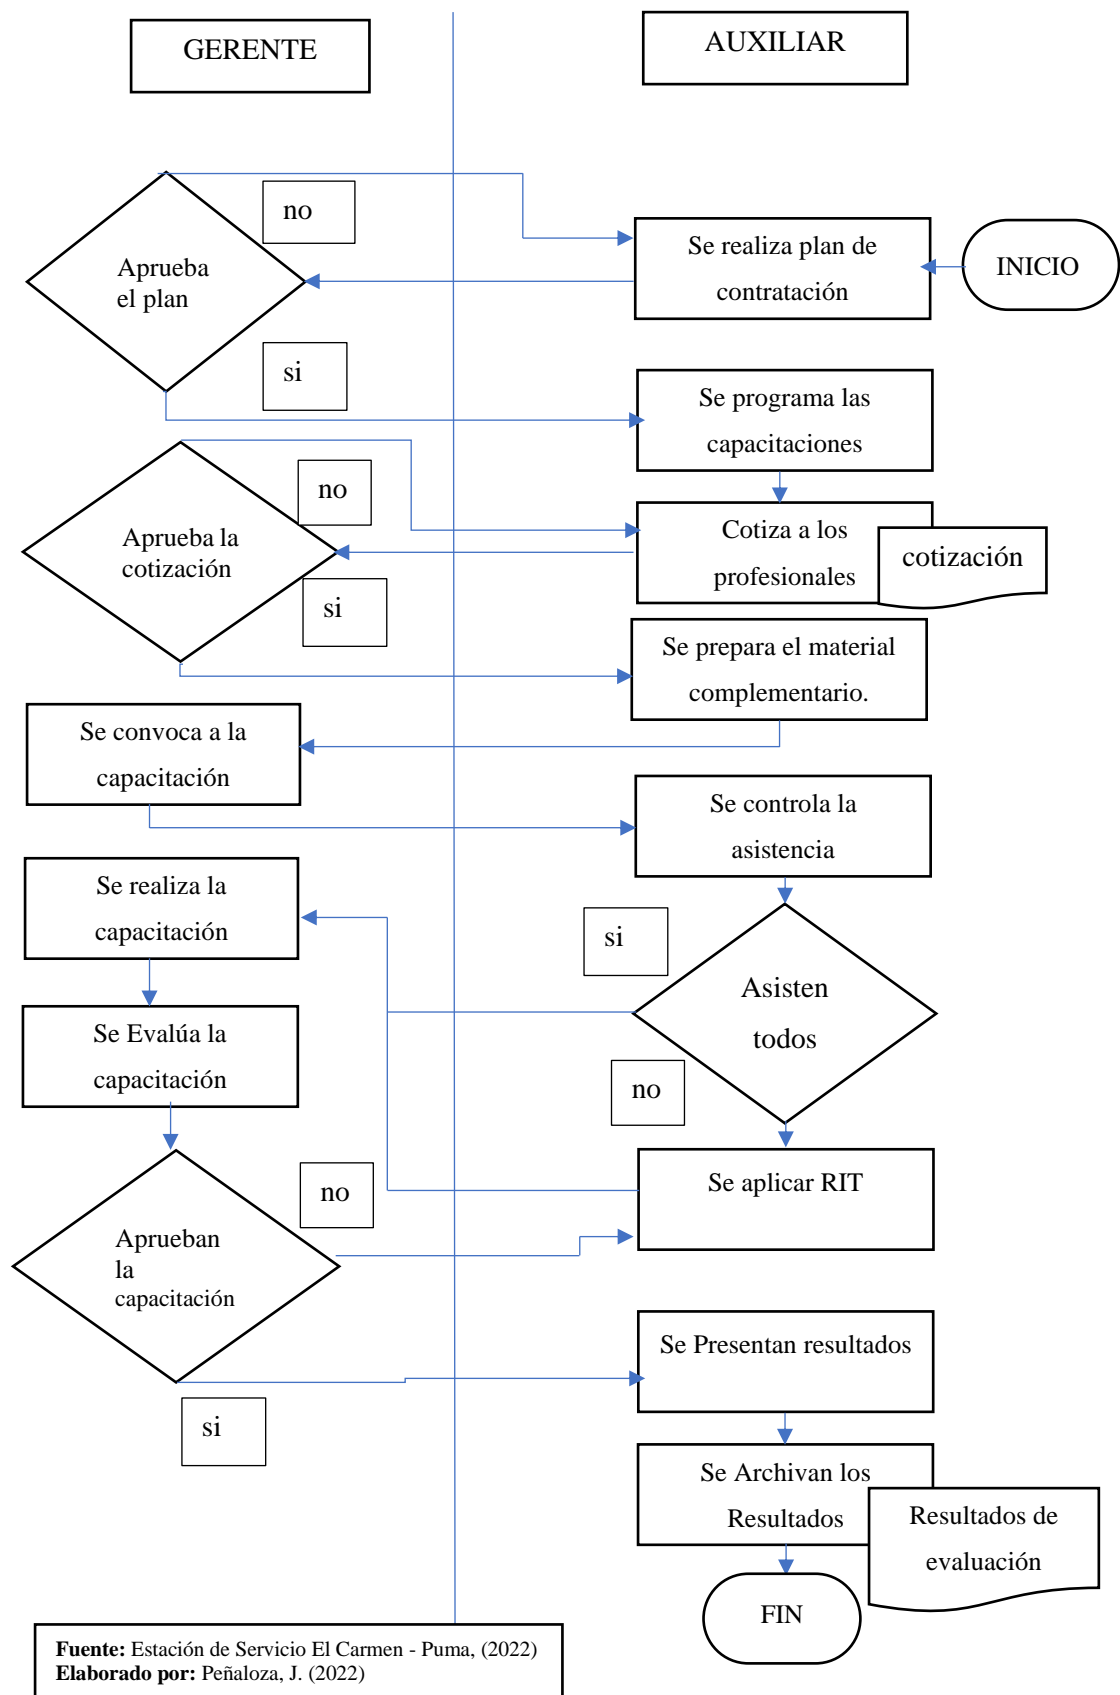 GERENTE
AUXILIAR
no
Aprueba
el plan
Se realiza plan de
contratación
INICIO
si
Se programa las
capacitaciones
no
Aprueba la
cotización
Cotiza a los
profesionales
cotización
si
Se prepara el material
complementario.
Se convoca a la
capacitación
Se controla la
asistencia
Se realiza la
capacitación
si
Asisten
todos
Se Evalúa la
capacitación
no
no
Se aplicar RIT
Aprueban
la
capacitación
Se Presentan resultados
si
Se Archivan los
Resultados
Resultados de
evaluación
FIN
Fuente: Estación de Servicio El Carmen - Puma, (2022)
Elaborado por: Peñaloza, J. (2022)